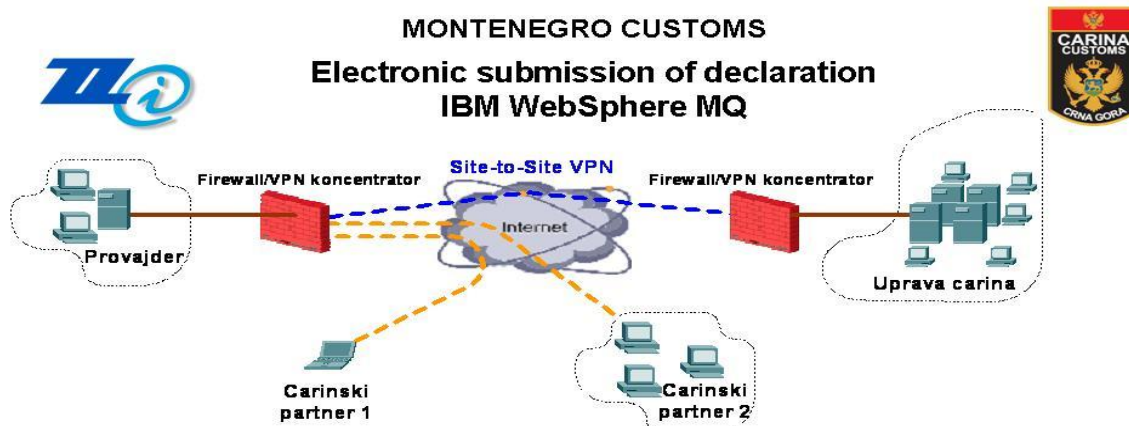 MONTENEGRO CUSTOMS
Electronic submission of declaration
IBM WebSphere MQ
CARINA
CUSTOMS
CRNA GORA
Site-to-Site VPN
Firewall/VPN koncentrator
Firewall/VPN koncentrator
Internet
Provajder
Uprava carina
Carinski
partner 1
Carinski
partner 2